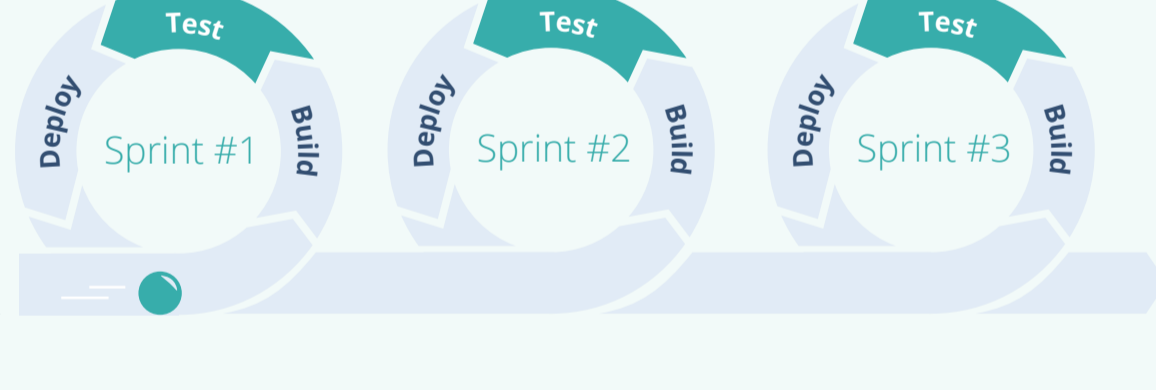 Test
Deploy
Build
Sprint #1
Test
Deploy
Build
Sprint #2
Test
Deploy
Build
Sprint #3